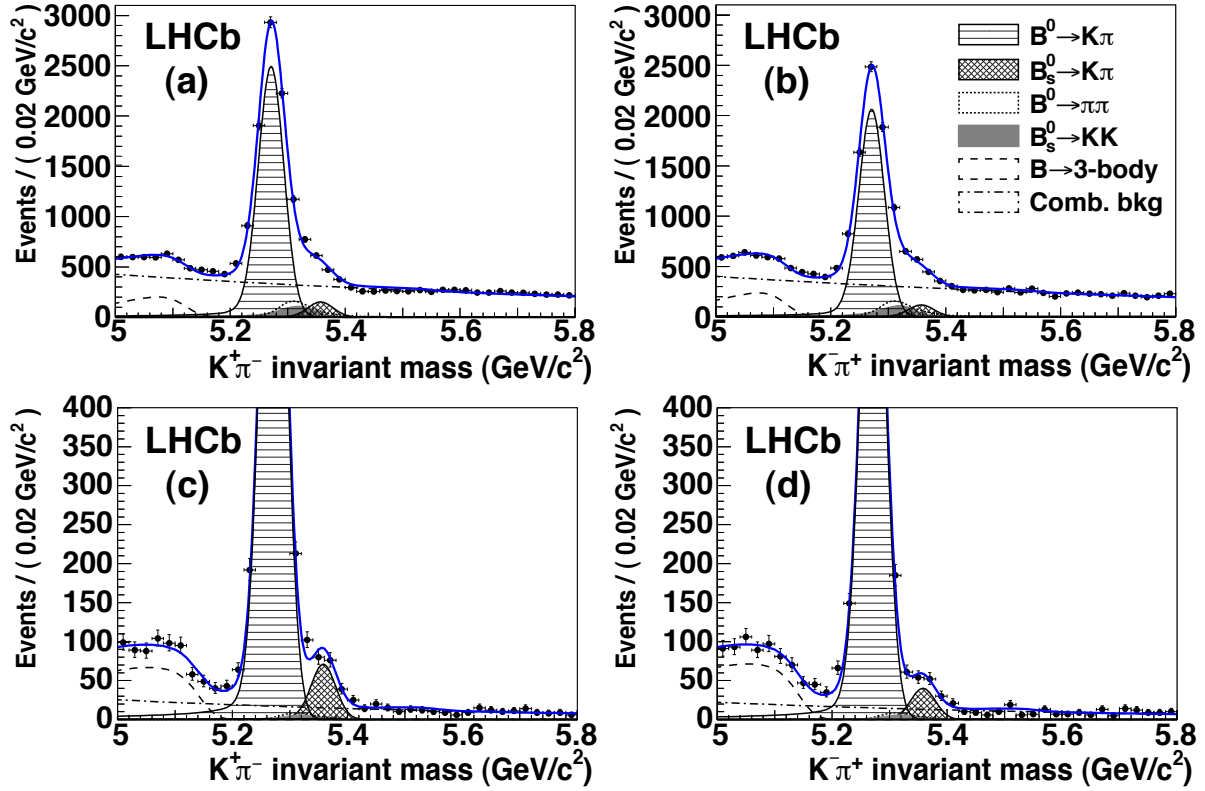 LHCb
(a)
Events / ( 0.02 GeV/c²)
3000
2500
2000
1500
1000
500
0
5 5.2 5.4 5.6 5.8
K⁺π⁻ invariant mass (GeV/c²)
LHCb
(b)
B⁰→Kπ
B⁰ₛ→Kπ
B⁰→ππ
B⁰ₛ→KK
B→3-body
Comb. bkg
Events / ( 0.02 GeV/c²)
3000
2500
2000
1500
1000
500
0
5 5.2 5.4 5.6 5.8
K⁻π⁺ invariant mass (GeV/c²)
LHCb
(c)
Events / ( 0.02 GeV/c²)
400
350
300
250
200
150
100
50
0
5 5.2 5.4 5.6 5.8
K⁺π⁻ invariant mass (GeV/c²)
LHCb
(d)
Events / ( 0.02 GeV/c²)
400
350
300
250
200
150
100
50
0
5 5.2 5.4 5.6 5.8
K⁻π⁺ invariant mass (GeV/c²)